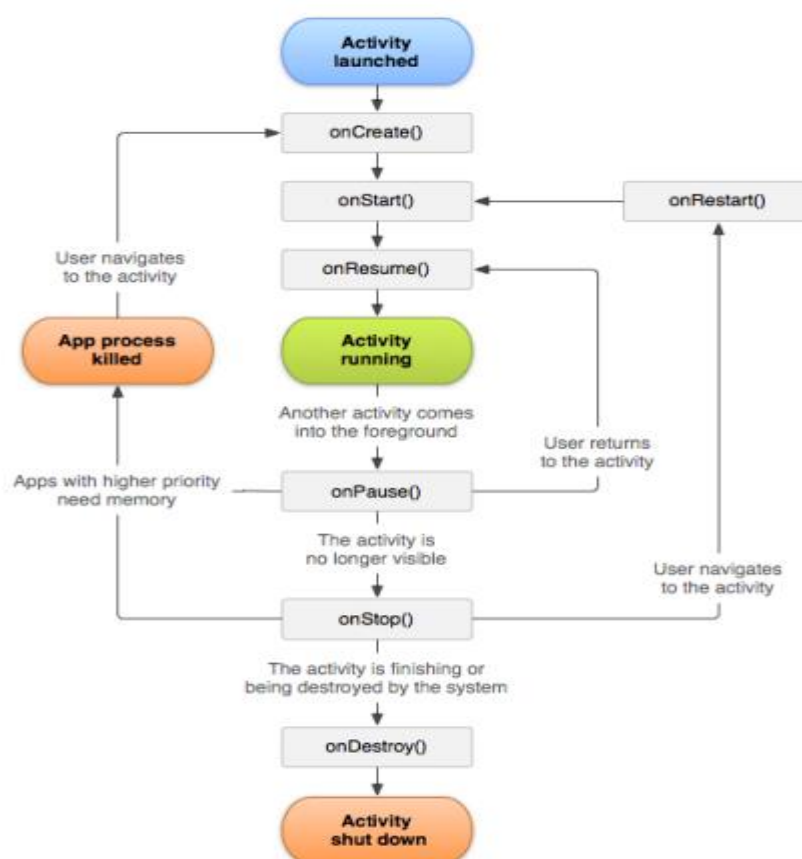 Activity
launched
onCreate()
onStart()
onRestart()
User navigates
to the activity
onResume()
App process
killed
Activity
running
Another activity comes
into the foreground
User returns
to the activity
Apps with higher priority
need memory
onPause()
The activity is
no longer visible
User navigates
to the activity
onStop()
The activity is finishing or
being destroyed by the system
onDestroy()
Activity
shut down